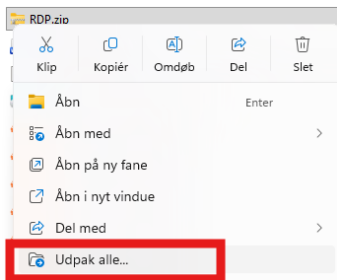 RDP.zip
Klip Kopiér Omdøb Del Slet
Åbn Enter
Åbn med
Åbn på ny fane
Åbn i nyt vindue
Del med
Udpak alle...